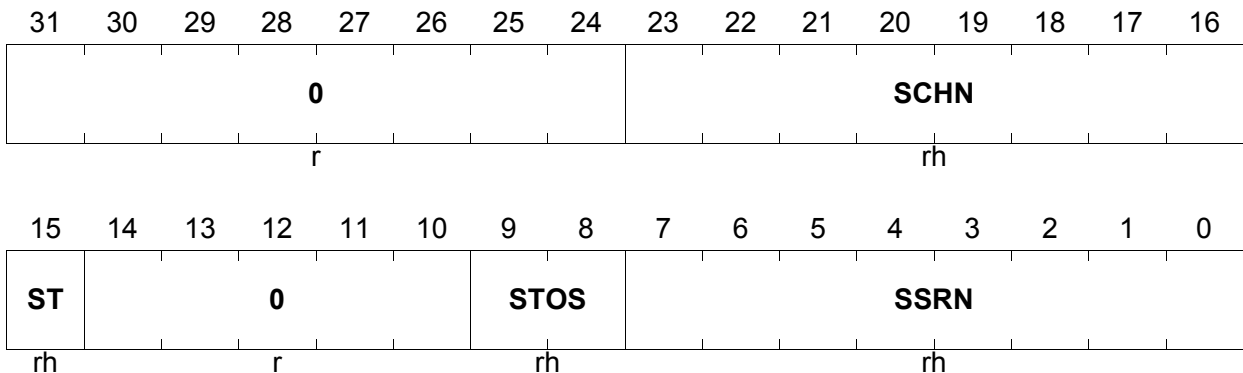 31 30 29 28 27 26 25 24 23 22 21 20 19 18 17 16
0 SCHN
r rh
15 14 13 12 11 10 9 8 7 6 5 4 3 2 1 0
ST 0 STOS SSRN
rh r rh rh